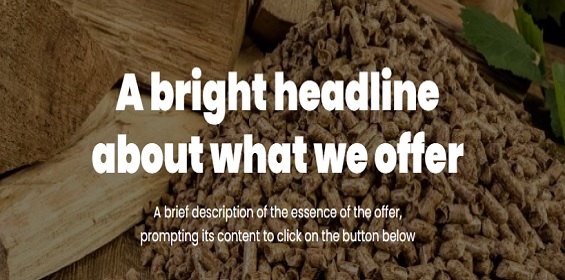 A bright headline
about what we offer
A brief description of the essence of the offer,
prompting its content to click on the button below